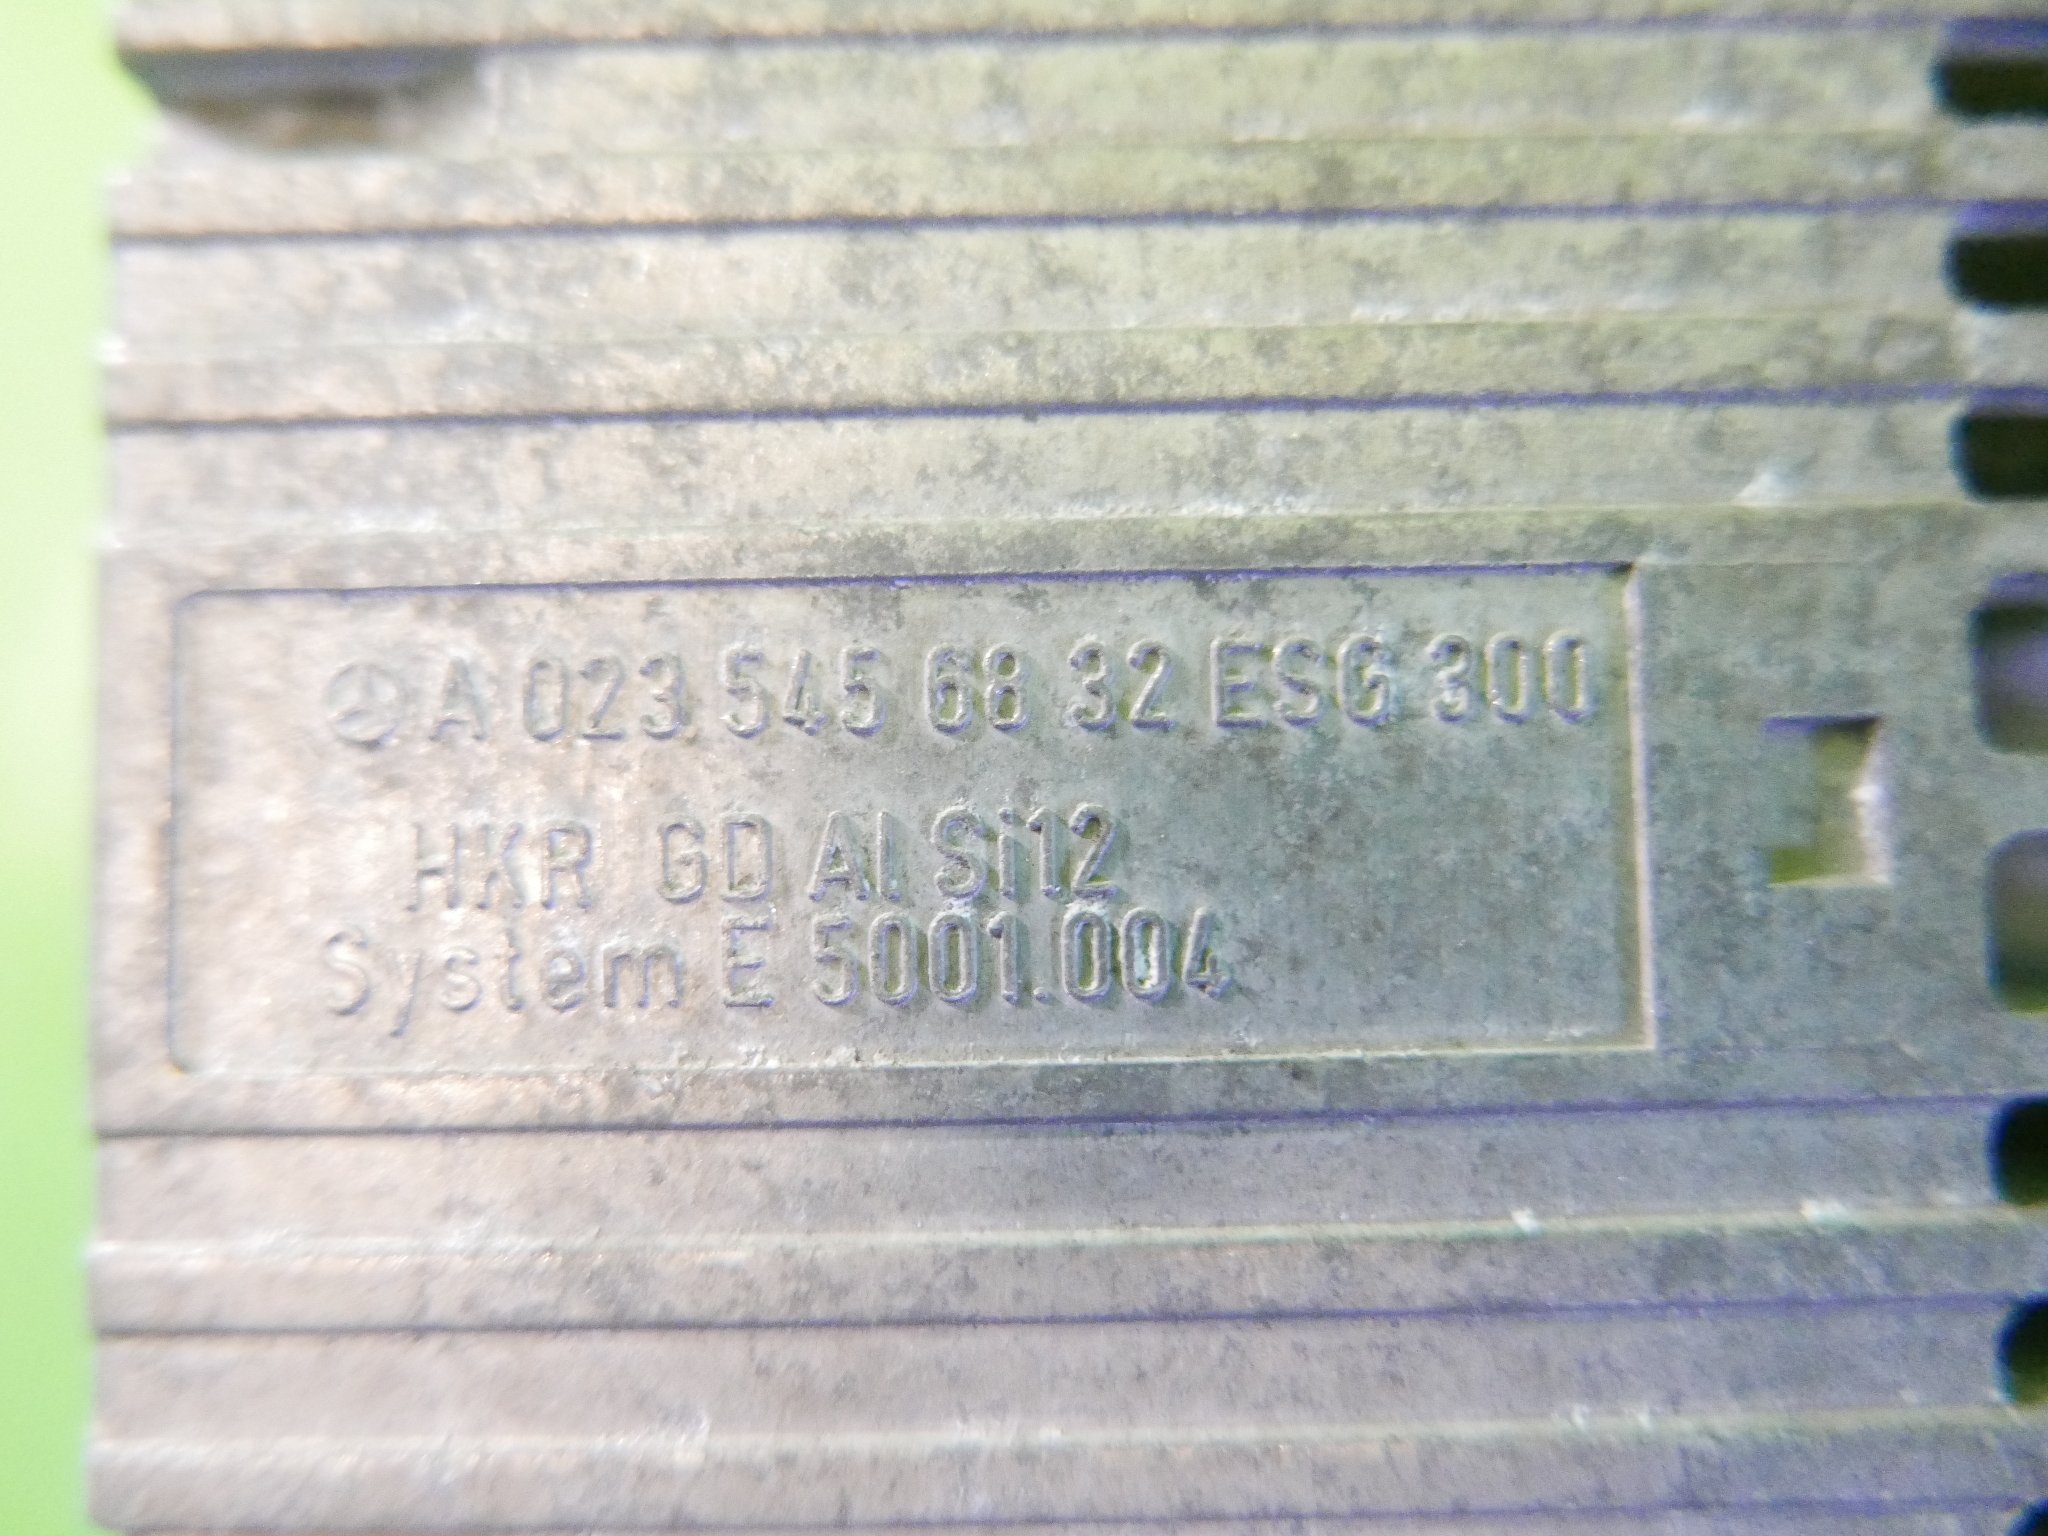 A 023 545 68 32 ESG 300
HKR GD Al Si12
System E 5001.004